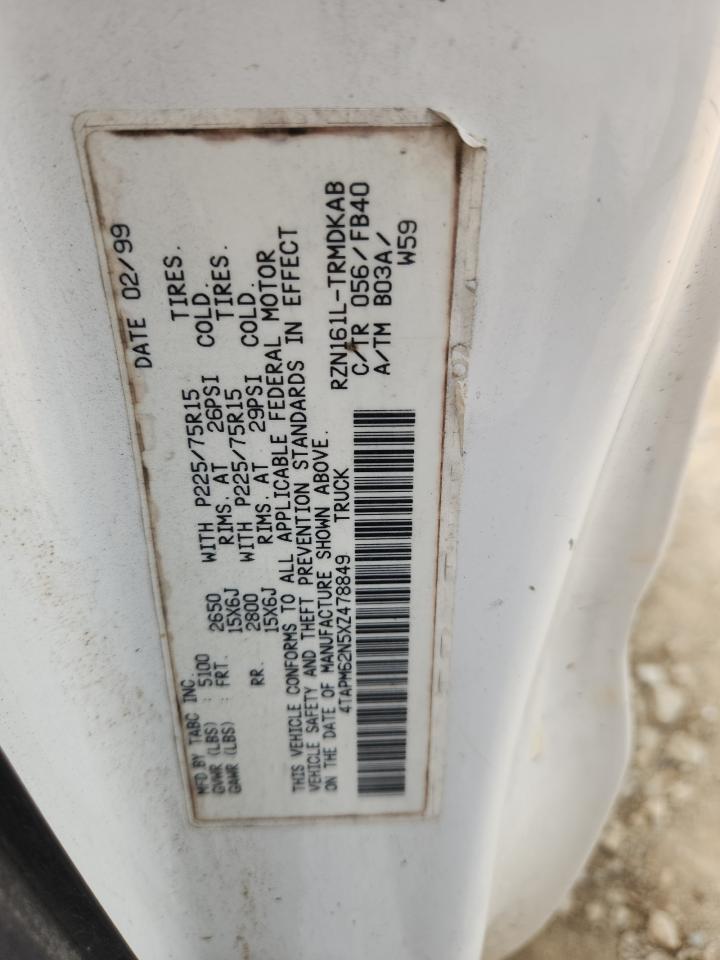 MFD BY TABC INC. DATE 02/99
GVWR (LBS) : 5100
GAWR (LBS) : FRT. 2650 WITH P225/75R15 TIRES.
15X6J RIMS. AT 26PSI COLD.
RR. 2800 WITH P225/75R15 TIRES.
15X6J RIMS. AT 29PSI COLD.
THIS VEHICLE CONFORMS TO ALL APPLICABLE FEDERAL MOTOR
VEHICLE SAFETY AND THEFT PREVENTION STANDARDS IN EFFECT
ON THE DATE OF MANUFACTURE SHOWN ABOVE.
4TAPM62N5XZ478849 TRUCK
RZN161L-TRMDKAB
C/TR 056/FB40
A/TM B03A/
W59